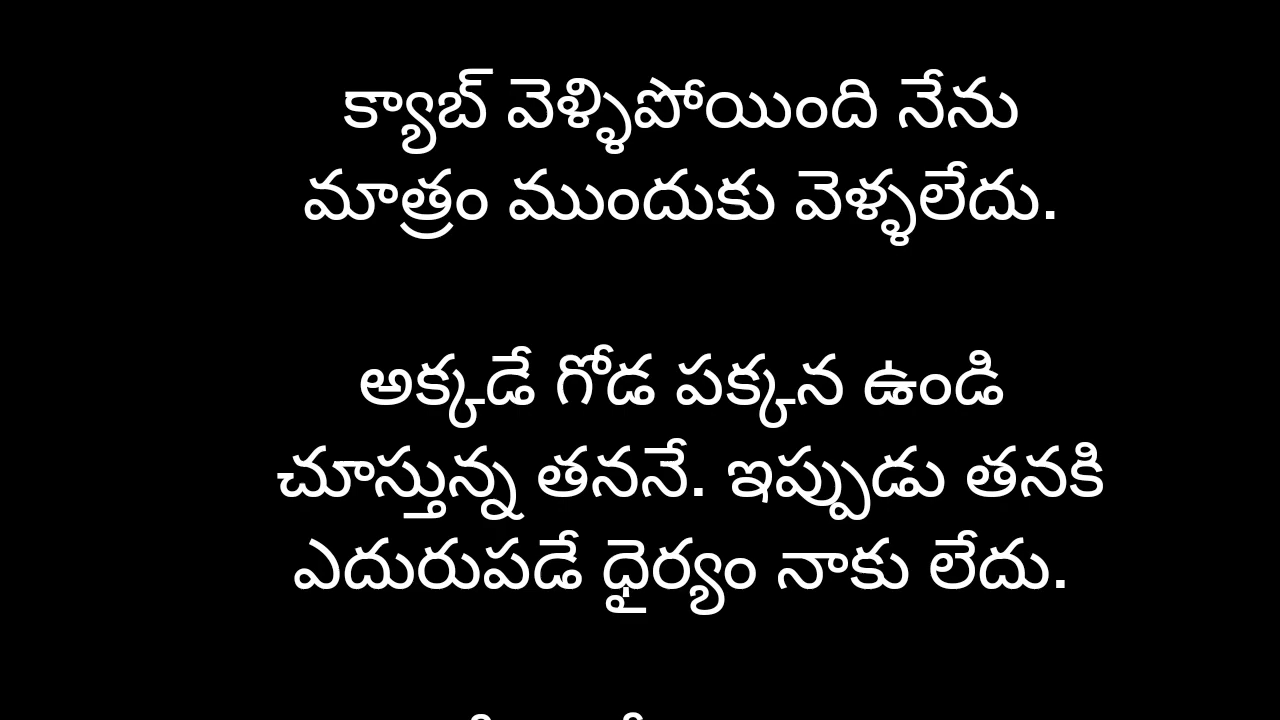 క్యాబ్ వెళ్ళిపోయింది నేను
మాత్రం ముందుకు వెళ్ళలేదు.
అక్కడే గోడ పక్కన ఉండి
చూస్తున్న తననే. ఇప్పుడు తనకి
ఎదురుపడే ధైర్యం నాకు లేదు.